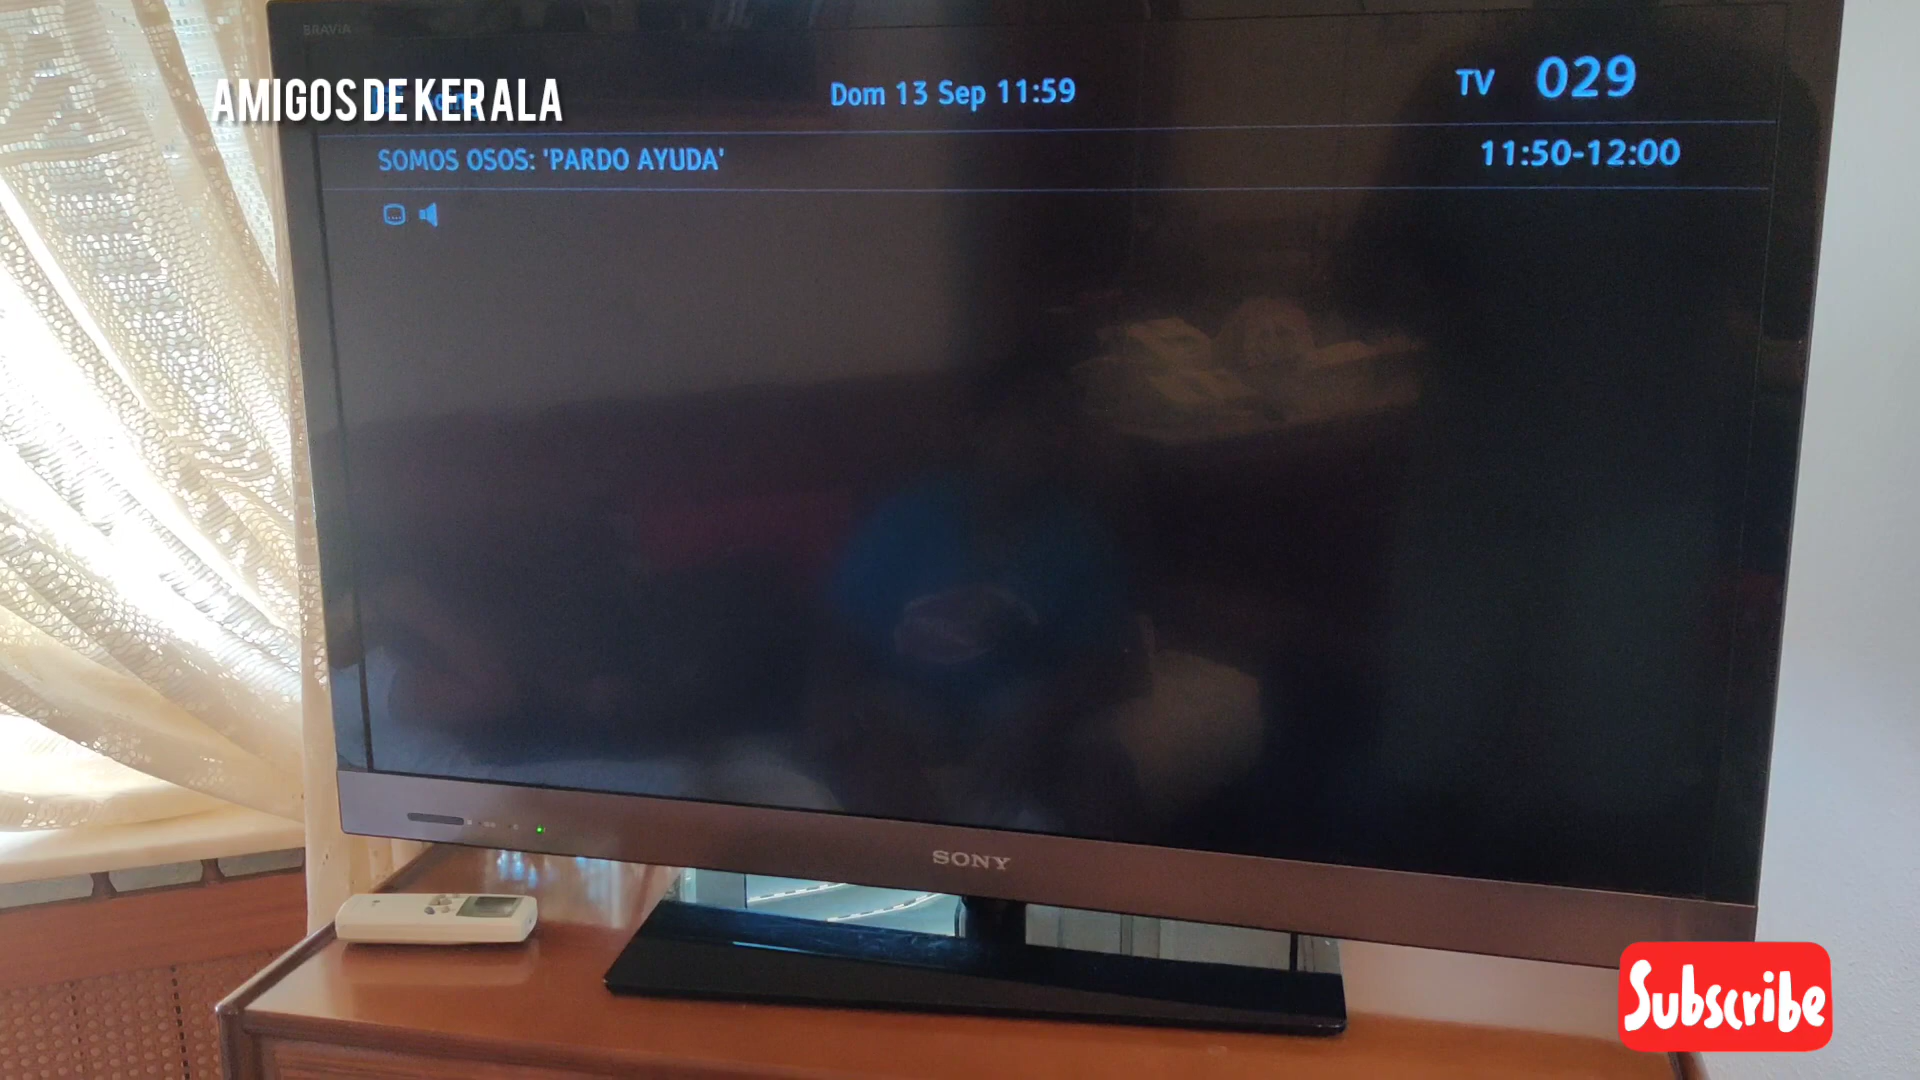 BRAVIA
AMIGOS DE KERALA
Dom 13 Sep 11:59
TV 029
SOMOS OSOS: 'PARDO AYUDA'
11:50-12:00
SONY
Subscribe